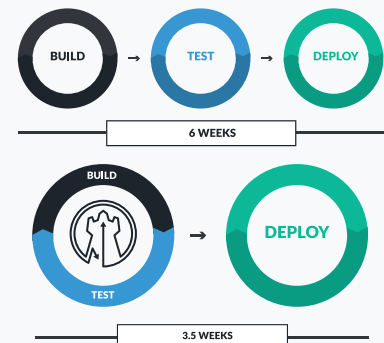 BUILD
TEST
DEPLOY
6 WEEKS
BUILD
TEST
DEPLOY
3.5 WEEKS